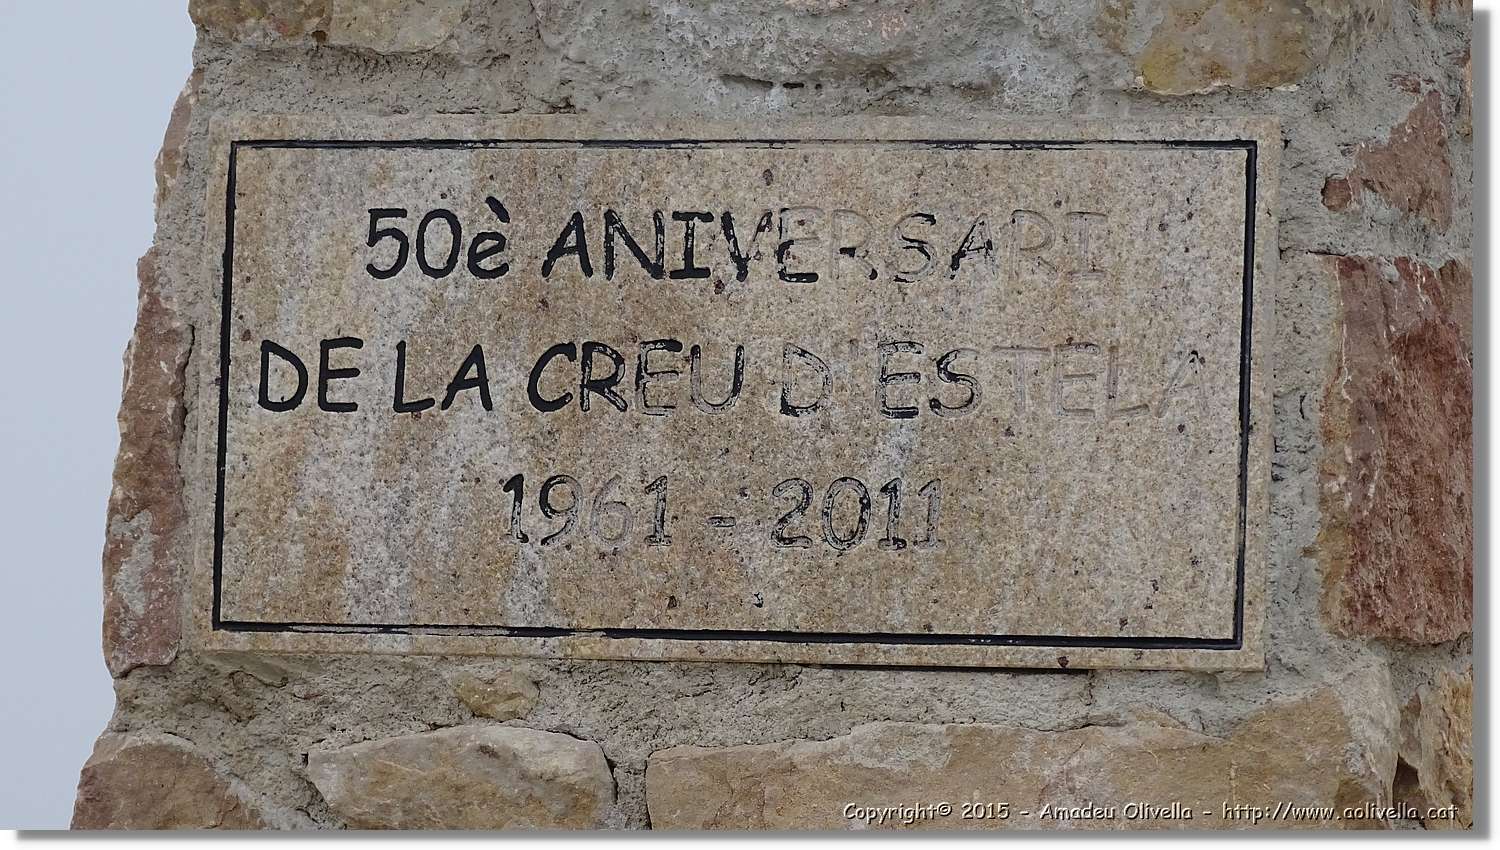 50è ANIVERSARI
DE LA CREU D'ESTELA
1961 - 2011
Copyright© 2015 - Amadeu Olivella - http://www.aolivella.cat